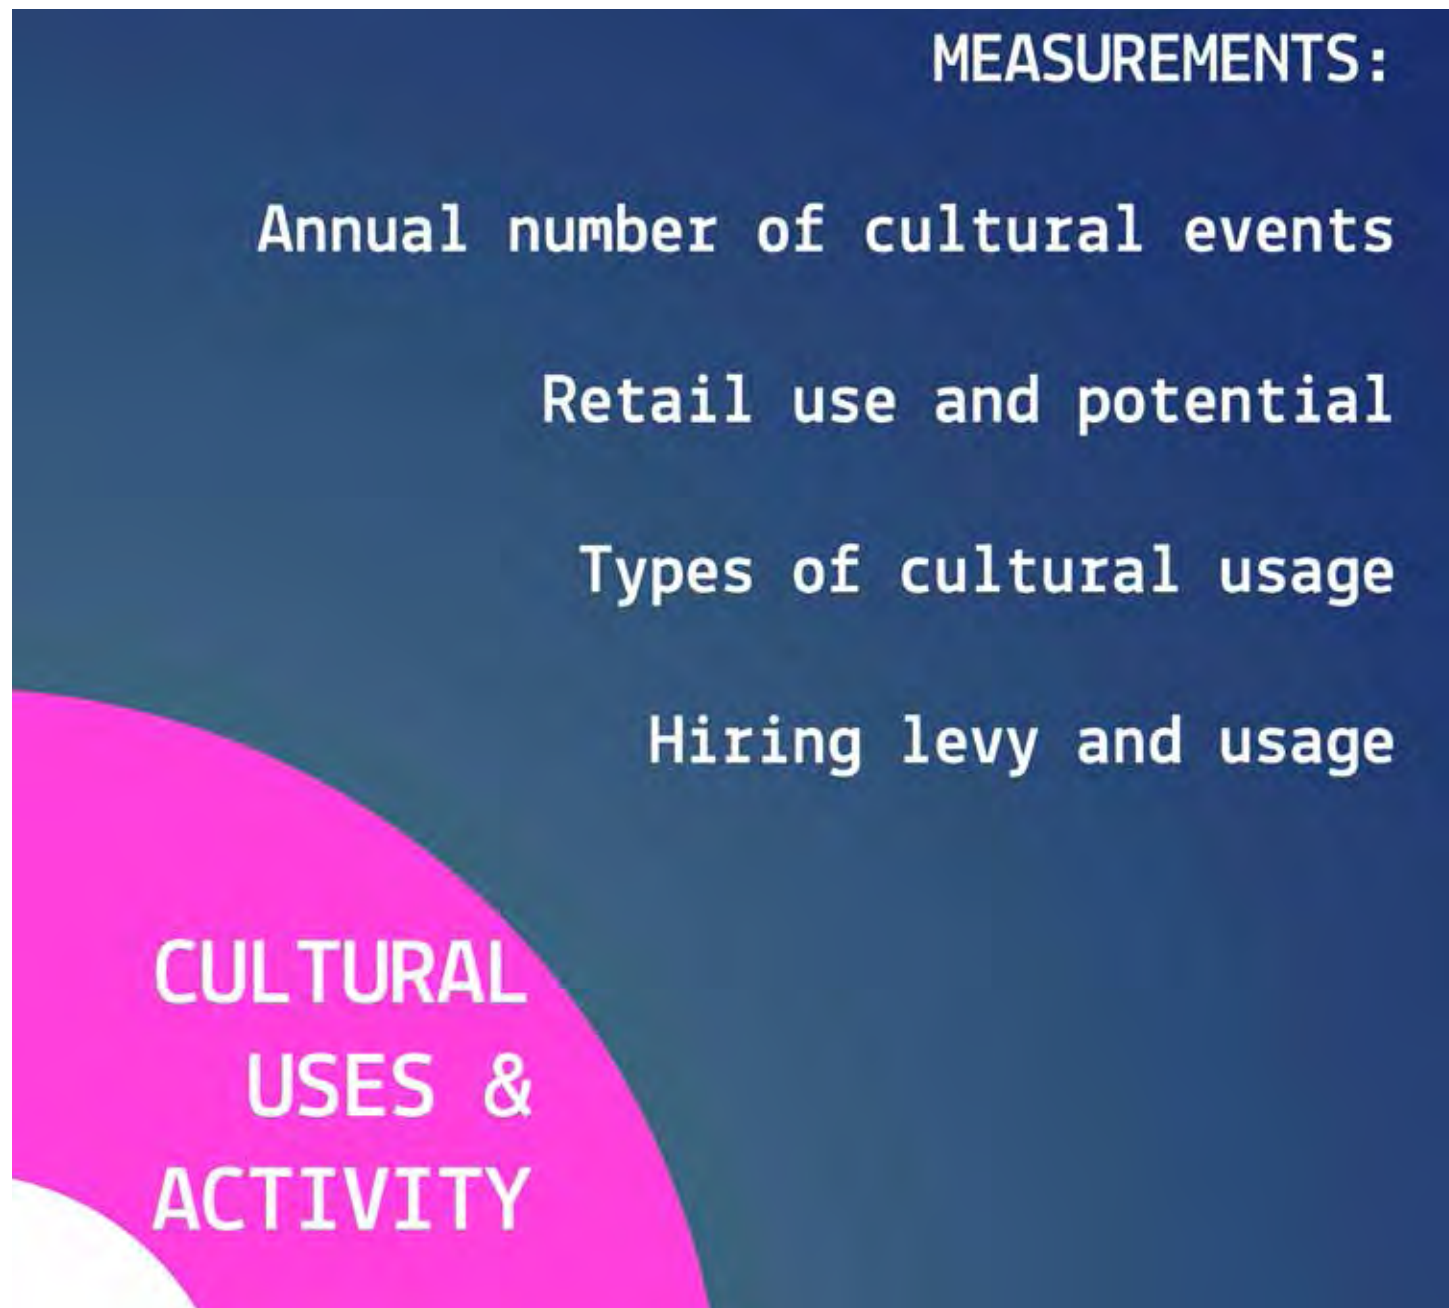 MEASUREMENTS:
Annual number of cultural events
Retail use and potential
Types of cultural usage
Hiring levy and usage
CULTURAL
USES &
ACTIVITY